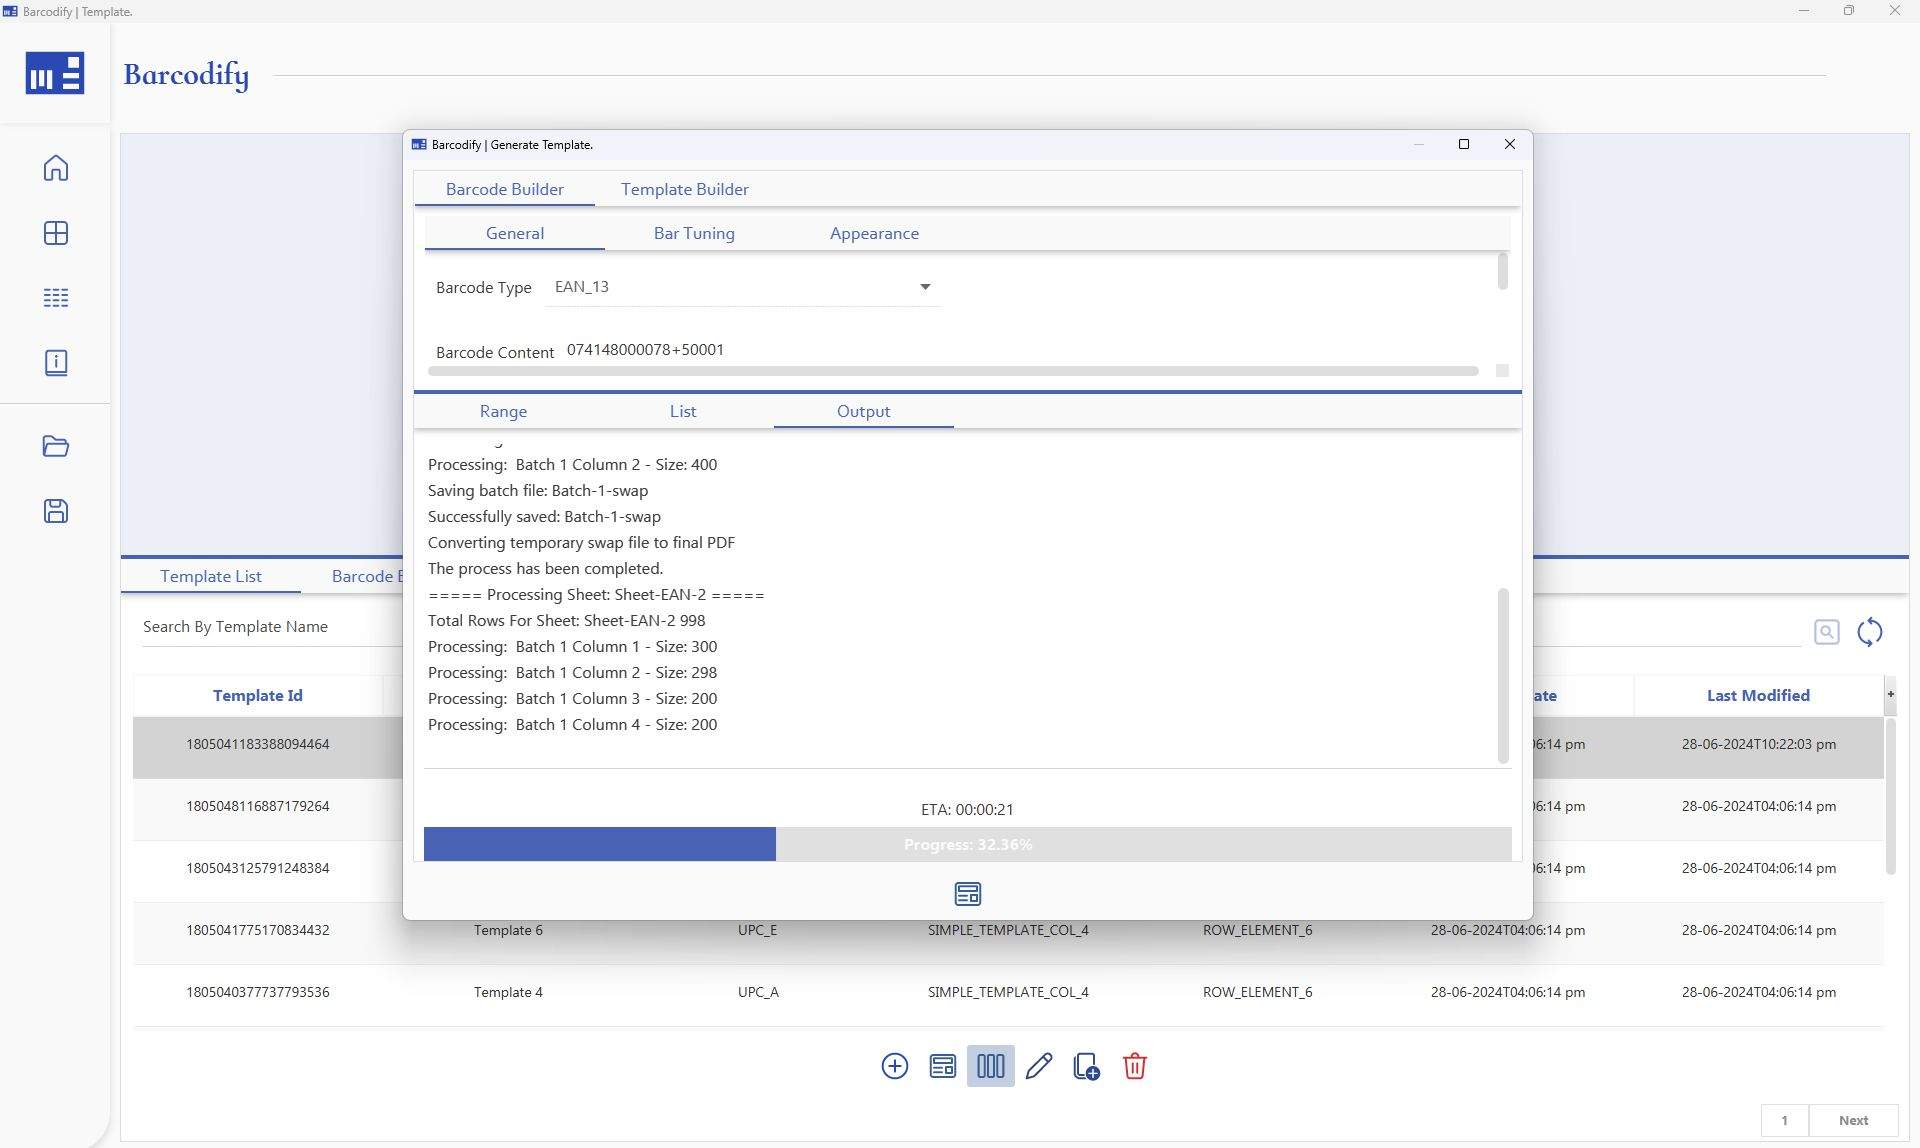 Barcodify | Template.
Barcodify
Barcodify | Generate Template.
Barcode Builder Template Builder
General Bar Tuning Appearance
Barcode Type EAN_13
Barcode Content 074148000078+50001
Range List Output
Processing: Batch 1 Column 2 - Size: 400
Saving batch file: Batch-1-swap
Successfully saved: Batch-1-swap
Converting temporary swap file to final PDF
The process has been completed.
===== Processing Sheet: Sheet-EAN-2 =====
Total Rows For Sheet: Sheet-EAN-2 998
Processing: Batch 1 Column 1 - Size: 300
Processing: Batch 1 Column 2 - Size: 298
Processing: Batch 1 Column 3 - Size: 200
Processing: Batch 1 Column 4 - Size: 200
ETA: 00:00:21
Progress: 32.36%
Template List Barcode
Search By Template Name
Template Id ate Last Modified +
1805041183388094464 06:14 pm 28-06-2024T10:22:03 pm
1805048116887179264 06:14 pm 28-06-2024T04:06:14 pm
1805043125791248384 06:14 pm 28-06-2024T04:06:14 pm
1805041775170834432 Template 6 UPC_E SIMPLE_TEMPLATE_COL_4 ROW_ELEMENT_6 28-06-2024T04:06:14 pm 28-06-2024T04:06:14 pm
1805040377737793536 Template 4 UPC_A SIMPLE_TEMPLATE_COL_4 ROW_ELEMENT_6 28-06-2024T04:06:14 pm 28-06-2024T04:06:14 pm
1 Next